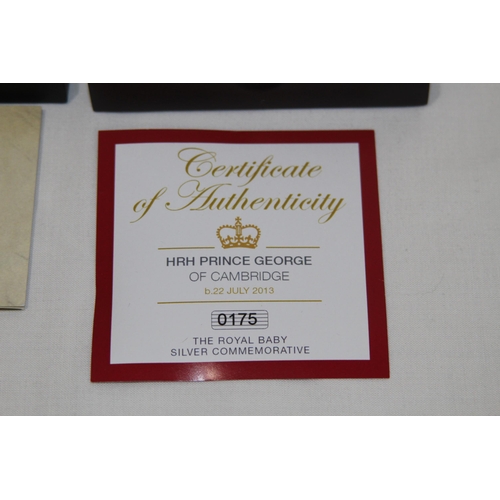 Certificate
of Authenticity
HRH PRINCE GEORGE
OF CAMBRIDGE
b.22 JULY 2013
0175
THE ROYAL BABY
SILVER COMMEMORATIVE